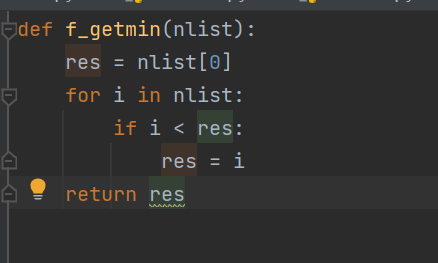 def f_getmin(nlist):
    res = nlist[0]
    for i in nlist:
        if i < res:
            res = i
    return res